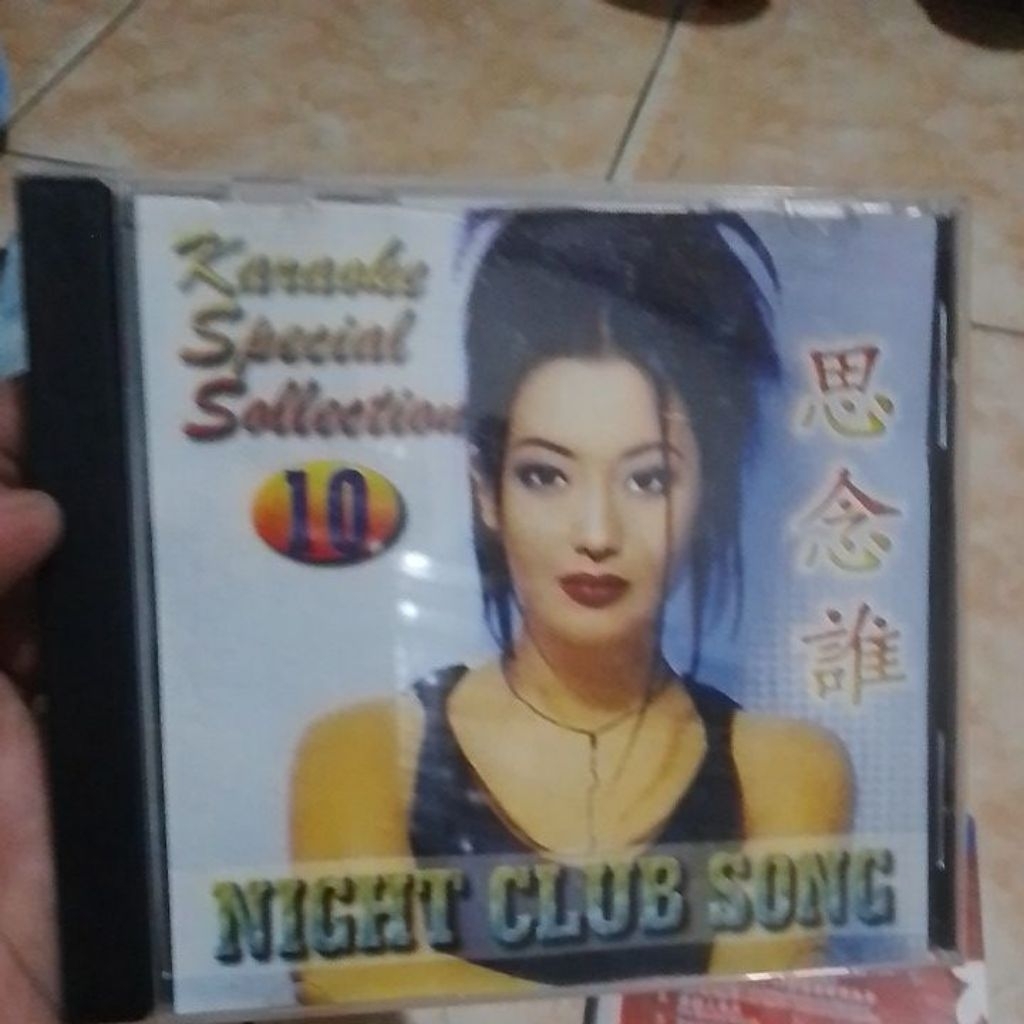 Karaoke
Special
Sollection
10
思念誰
NIGHT CLUB SONG